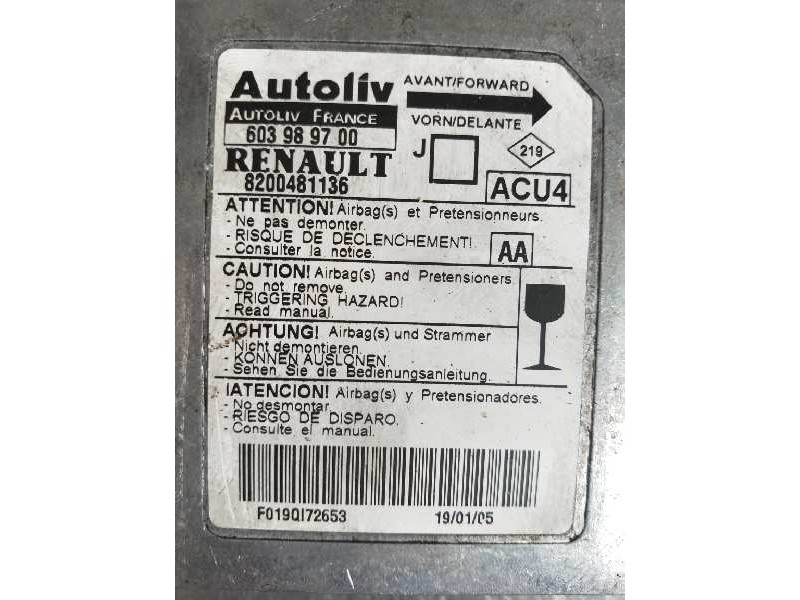 Autoliv
AUTOLIV FRANCE
603 98 97 00
RENAULT
8200481136
AVANT/FORWARD
VORN/DELANTE
J
219
ACU4
ATTENTION! Airbag(s) et Pretensionneurs.
- Ne pas demonter.
- RISQUE DE DECLENCHEMENT!
- Consulter la notice.
AA
CAUTION! Airbag(s) and Pretensioners
- Do not remove.
- TRIGGERING HAZARD!
- Read manual.
ACHTUNG! Airbag(s) und Strammer
- Nicht demontieren.
- KONNEN AUSLONEN.
- Sehen Sie die Bedienungsanleitung.
¡ATENCION! Airbag(s) y Pretensionadores.
- No desmontar
- RIESGO DE DISPARO.
- Consulte el manual.
F019QI72653
19/01/05